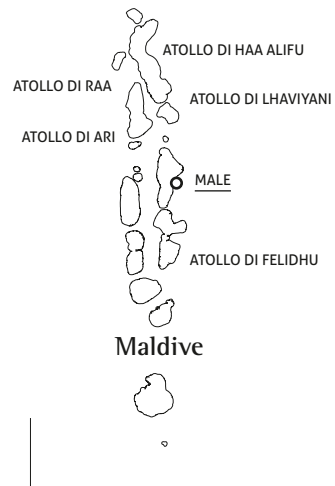 ATOLLO DI HAA ALIFU
ATOLLO DI RAA
ATOLLO DI LHAVIYANI
ATOLLO DI ARI
MALE
ATOLLO DI FELIDHU
Maldive